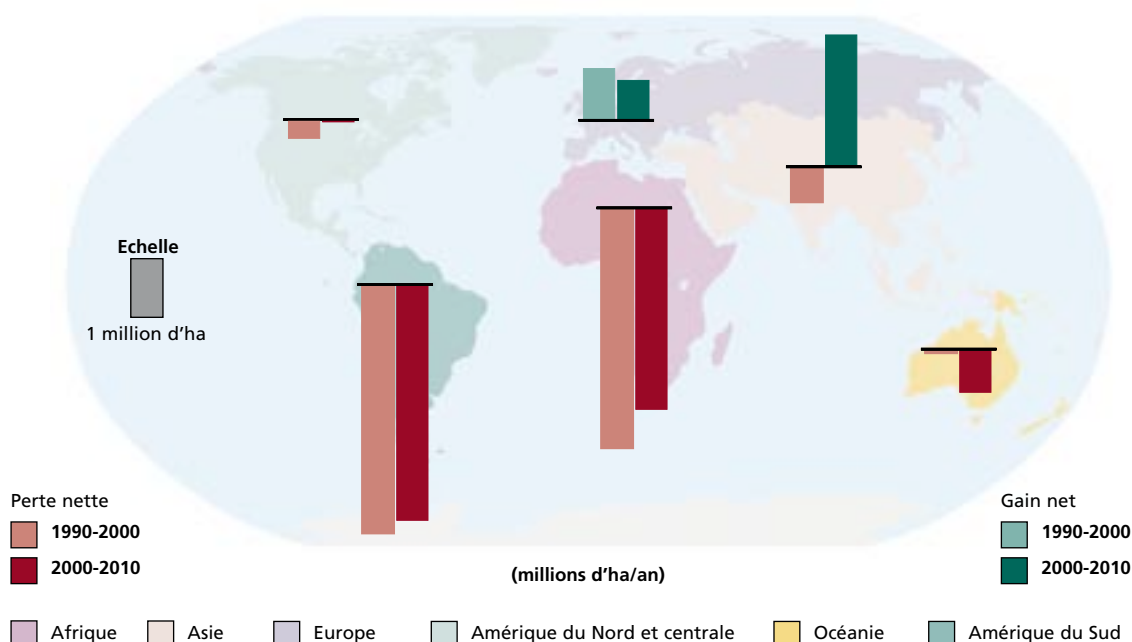 Echelle
1 million d’ha
Perte nette
1990-2000
2000-2010
(millions d’ha/an)
Gain net
1990-2000
2000-2010
Afrique
Asie
Europe
Amérique du Nord et centrale
Océanie
Amérique du Sud